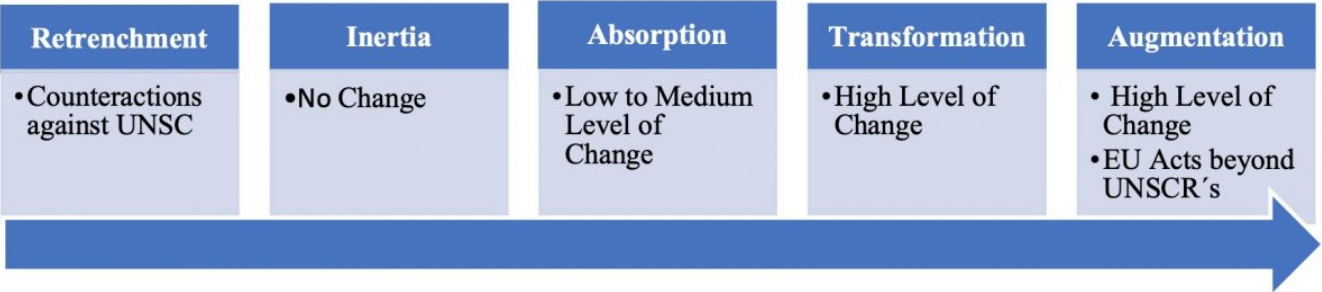 Retrenchment
•Counteractions
against UNSC
Inertia
•No Change
Absorption
•Low to Medium
Level of
Change
Transformation
•High Level of
Change
Augmentation
• High Level of
Change
•EU Acts beyond
UNSCR´s